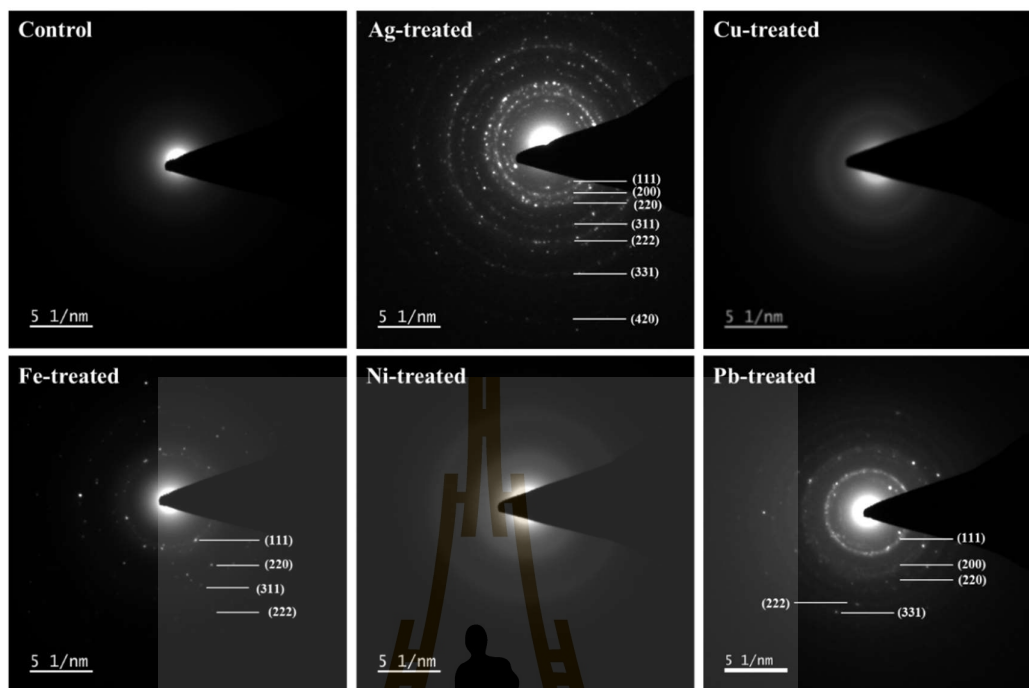 Control
5 1/nm
Ag-treated
(111)
(200)
(220)
(311)
(222)
(331)
(420)
5 1/nm
Cu-treated
5 1/nm
Fe-treated
(111)
(220)
(311)
(222)
5 1/nm
Ni-treated
5 1/nm
Pb-treated
(111)
(200)
(220)
(222)
(331)
5 1/nm